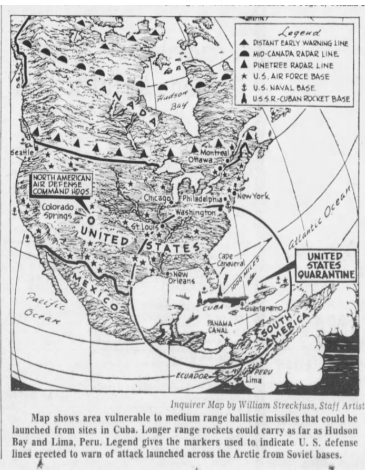 Legend
DISTANT EARLY WARNING LINE
MID-CANADA RADAR LINE
PINETREE RADAR LINE
U.S. AIR FORCE BASE
U.S. NAVAL BASE
U.S.S.R.-CUBAN ROCKET BASE
CANADA
Hudson
Bay
Seattle
Montreal
Ottawa
NORTH AMERICAN
AIR DEFENSE
COMMAND HDQS.
Chicago
Philadelphia
New York
Washington
Colorado
Springs
St. Louis
UNITED STATES
Atlantic Ocean
Cape
Canaveral
1000 MILES
UNITED
STATES
QUARANTINE
New
Orleans
MEXICO
CUBA
Guantanamo
Pacific
Ocean
PANAMA
CANAL
SOUTH
AMERICA
ECUADOR
PERU
Lima
Inquirer Map by William Streckfuss, Staff Artist
Map shows area vulnerable to medium range ballistic missiles that could be
launched from sites in Cuba. Longer range rockets could carry as far as Hudson
Bay and Lima, Peru. Legend gives the markers used to indicate U. S. defense
lines erected to warn of attack launched across the Arctic from Soviet bases.